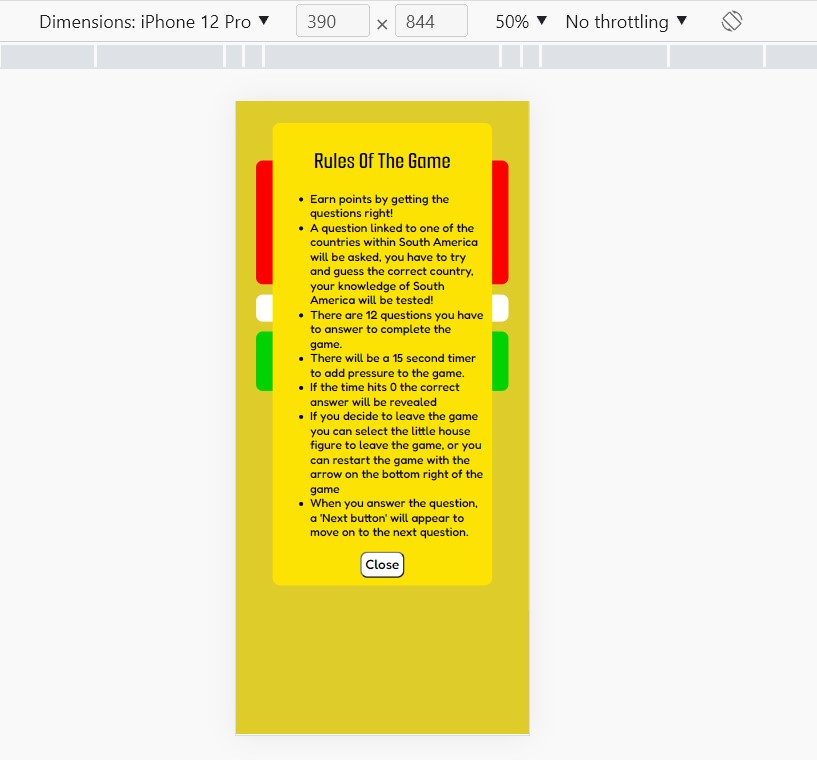 Dimensions: iPhone 12 Pro ▼ 390 × 844 50% ▼ No throttling ▼
Rules Of The Game
• Earn points by getting the
questions right!
• A question linked to one of the
countries within South America
will be asked, you have to try
and guess the correct country,
your knowledge of South
America will be tested!
• There are 12 questions you have
to answer to complete the
game.
• There will be a 15 second timer
to add pressure to the game.
• If the time hits 0 the correct
answer will be revealed
• If you decide to leave the game
you can select the little house
figure to leave the game, or you
can restart the game with the
arrow on the bottom right of the
game
• When you answer the question,
a 'Next button' will appear to
move on to the next question.
Close